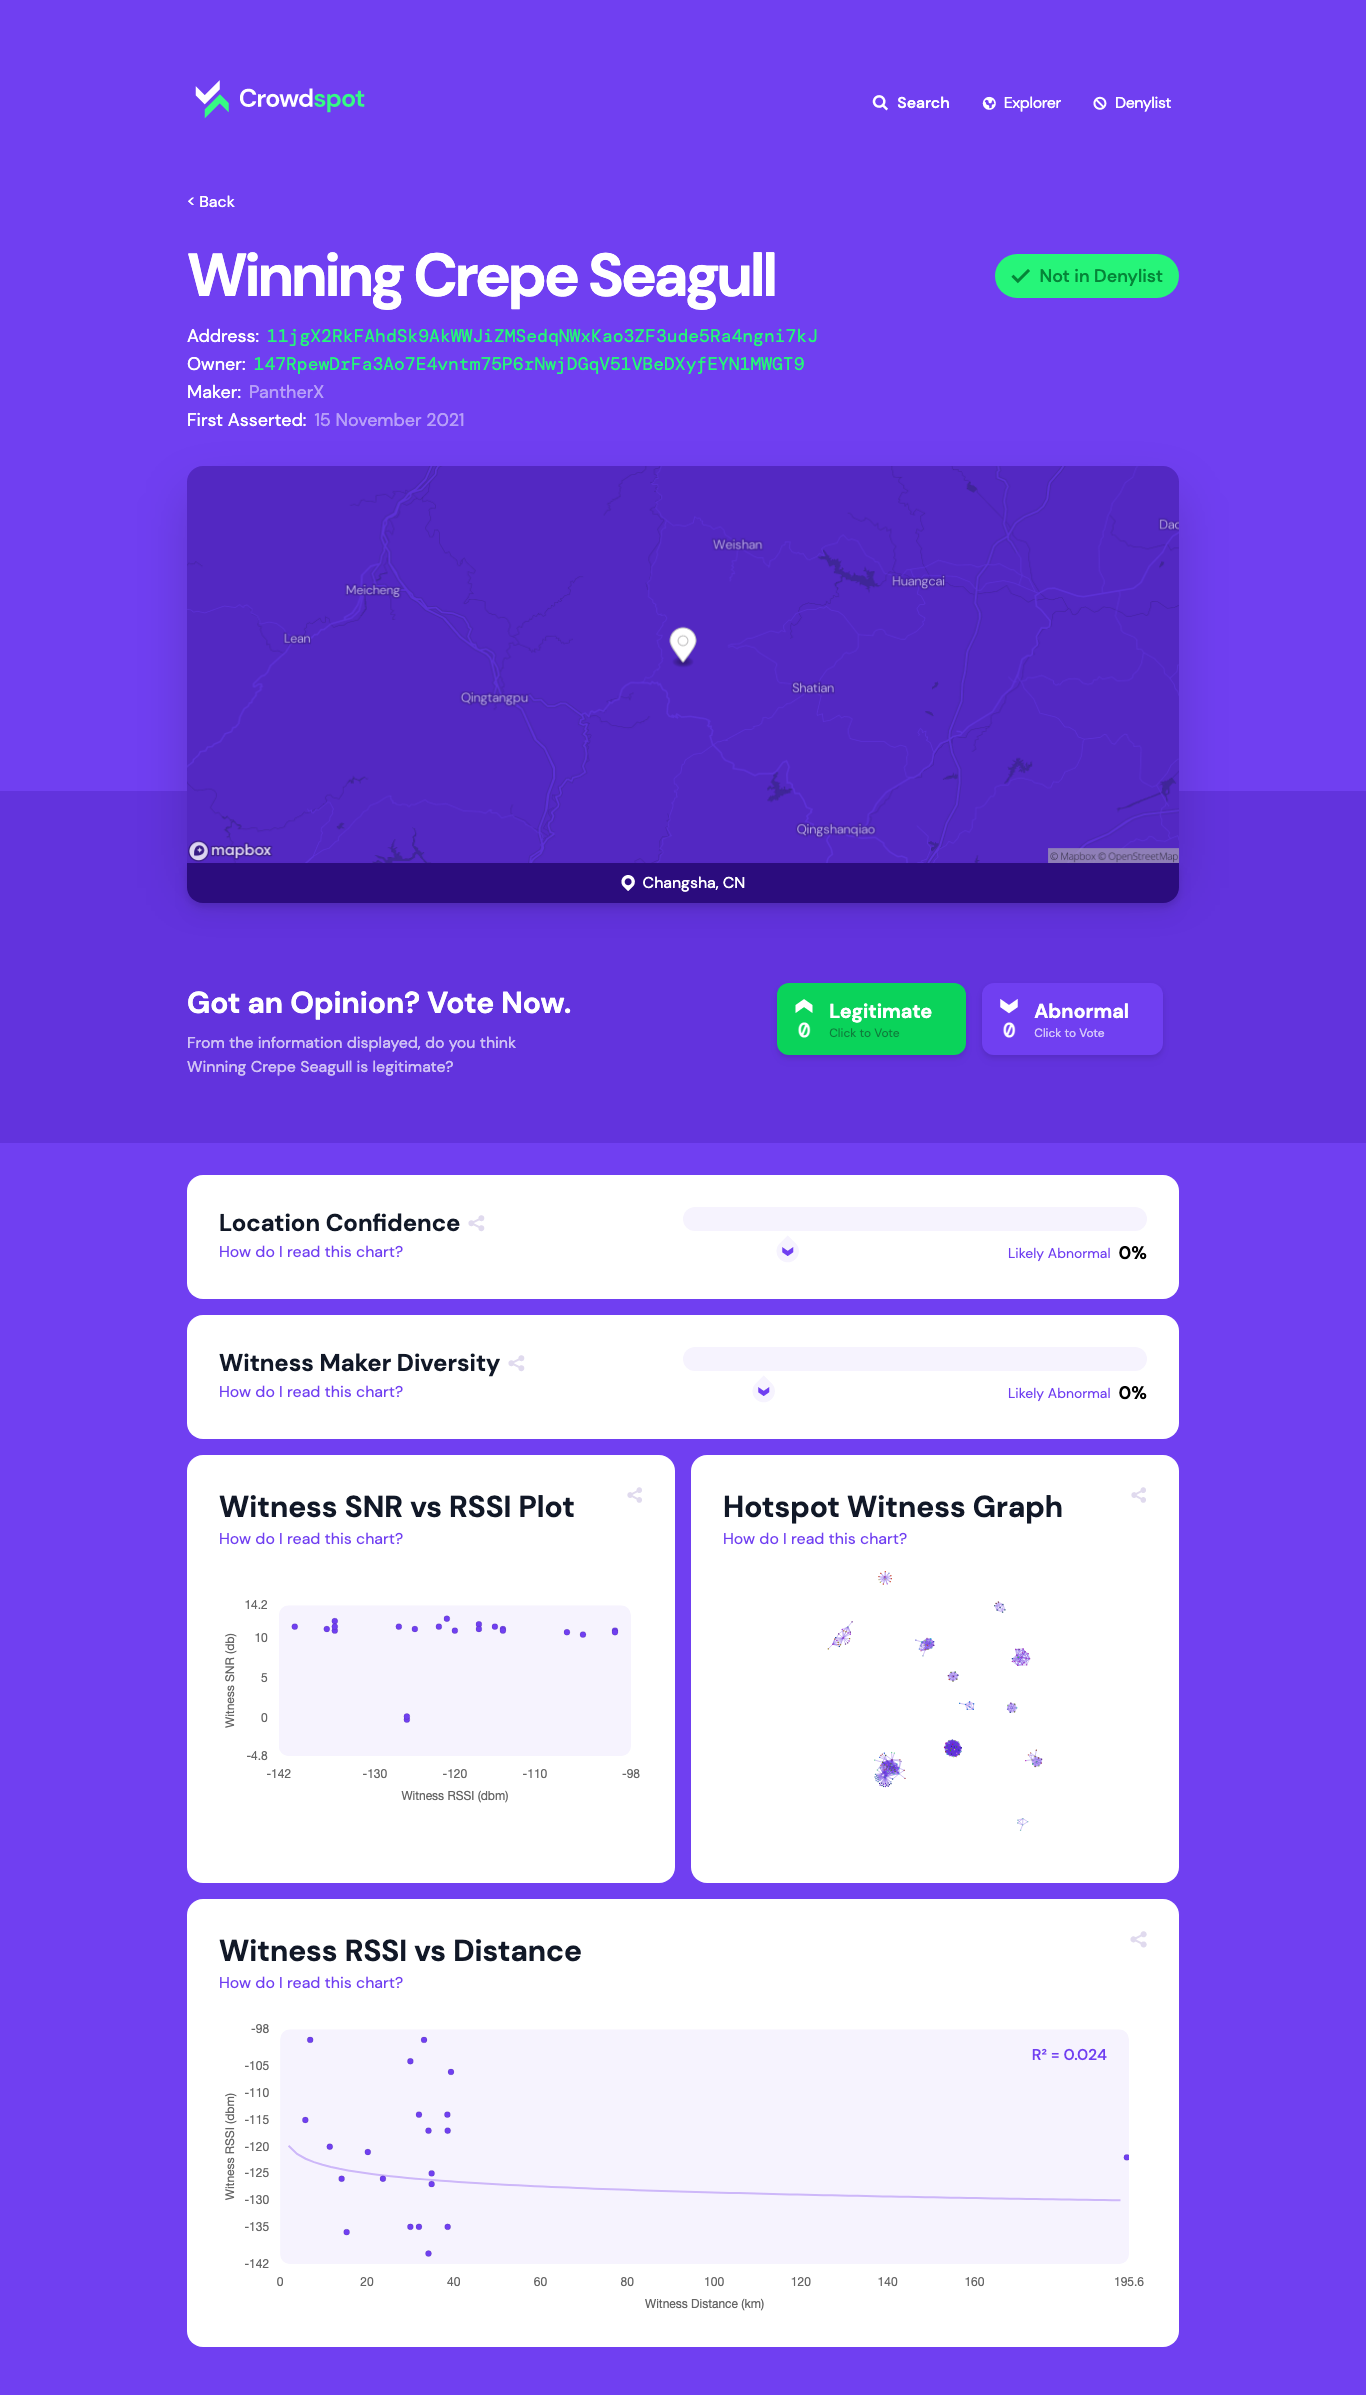 Crowdspot
Search
Explorer
Denylist
< Back
Winning Crepe Seagull
Not in Denylist
Address: 11jgX2RkFAhdSk9AkWWJiZMSedqNWxKao3ZF3ude5Ra4ngni7kJ
Owner: 147RpewDrFa3Ao7E4vntm75P6rNwjDGqV51VBeDXyfEYN1MWGT9
Maker: PantherX
First Asserted: 15 November 2021
Dao
Weishan
Huangcai
Meicheng
Lean
Shatian
Qingtangpu
Qingshanqiao
mapbox
© Mapbox © OpenStreetMap
Changsha, CN
Got an Opinion? Vote Now.
From the information displayed, do you think
Winning Crepe Seagull is legitimate?
Legitimate
0
Click to Vote
Abnormal
0
Click to Vote
Location Confidence
How do I read this chart?
Likely Abnormal 0%
Witness Maker Diversity
How do I read this chart?
Likely Abnormal 0%
Witness SNR vs RSSI Plot
How do I read this chart?
14.2
10
5
0
-4.8
Witness SNR (db)
-142
-130
-120
-110
-98
Witness RSSI (dbm)
Hotspot Witness Graph
How do I read this chart?
Witness RSSI vs Distance
How do I read this chart?
R² = 0.024
-98
-105
-110
-115
-120
-125
-130
-135
-142
Witness RSSI (dbm)
0
20
40
60
80
100
120
140
160
195.6
Witness Distance (km)